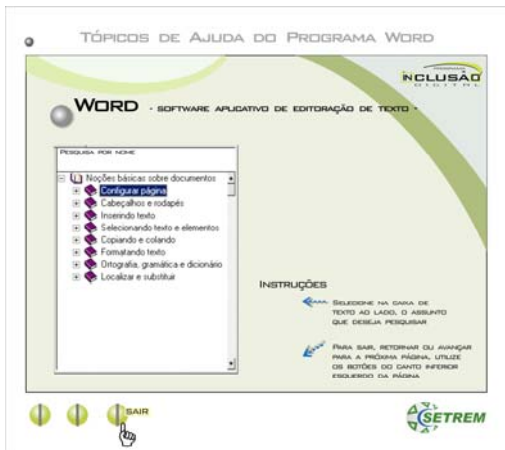 Tópicos de Ajuda do Programa Word
INCLUSÃO
DIGITAL
Word - software aplicativo de editoração de texto -
Pesquisa por nome
Noções básicas sobre documentos
Configurar página
Cabeçalhos e rodapés
Inserindo texto
Selecionando texto e elementos
Copiando e colando
Formatando texto
Ortografia, gramática e dicionário
Localizar e substituir
Instruções
Selecione na caixa de
texto ao lado, o assunto
que deseja pesquisar
Para sair, retornar ou avançar
para a próxima página, utilize
os botões do canto inferior
esquerdo da página
SAIR
SETREM